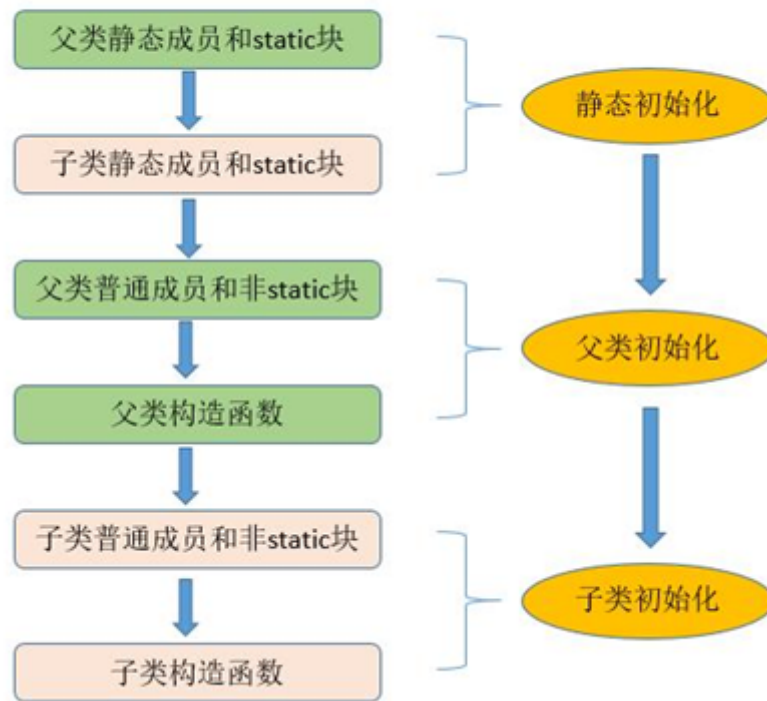 父类静态成员和static块
静态初始化
子类静态成员和static块
父类普通成员和非static块
父类初始化
父类构造函数
子类普通成员和非static块
子类初始化
子类构造函数